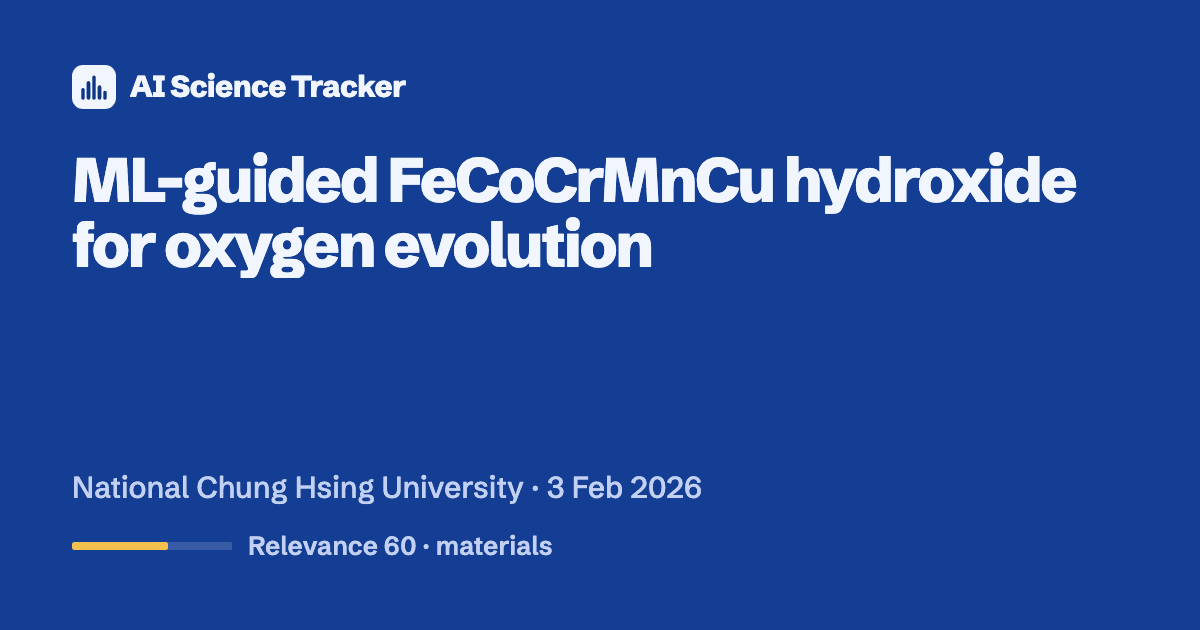 AI Science Tracker
ML-guided FeCoCrMnCu hydroxide
for oxygen evolution
National Chung Hsing University · 3 Feb 2026
Relevance 60 · materials